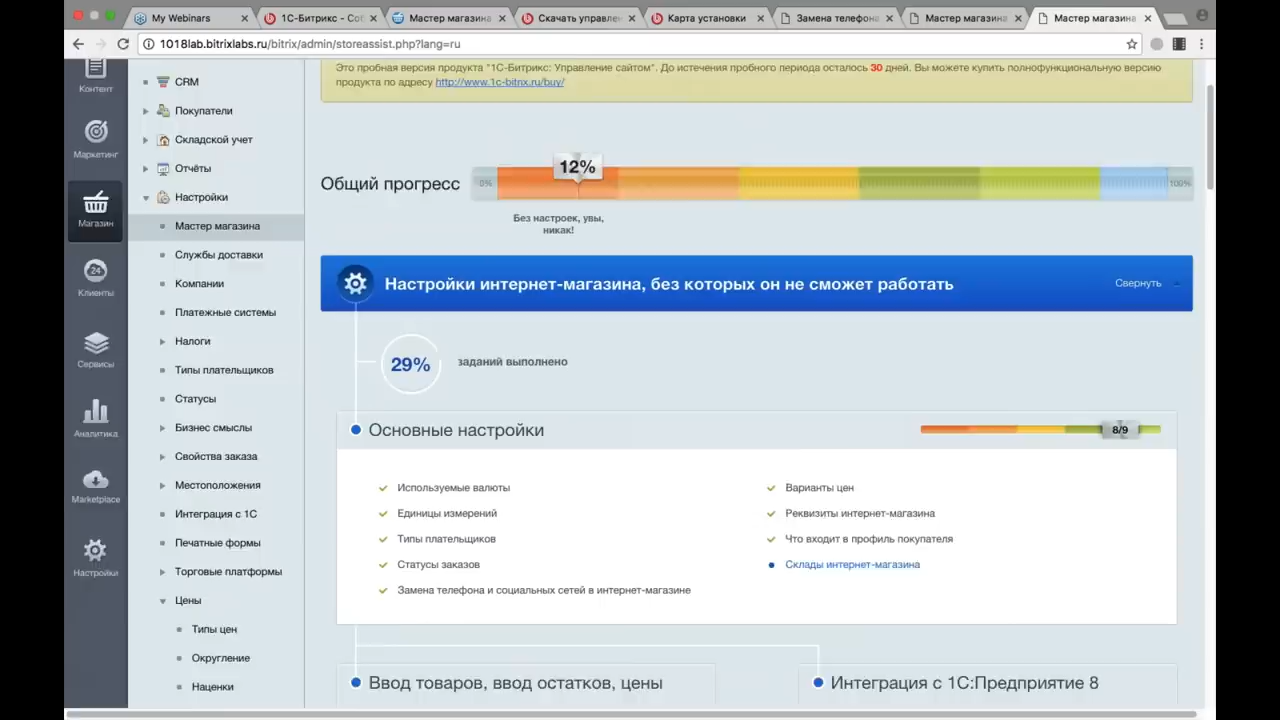 My Webinars
1С-Битрикс - Соб
Мастер магазина
Скачать управлен
Карта установки
Замена телефона
Мастер магазина
Мастер магазина
1018lab.bitrixlabs.ru/bitrix/admin/storeassist.php?lang=ru
Контент
Маркетинг
Магазин
24
Клиенты
Сервисы
Аналитика
Marketplace
Настройки
CRM
Покупатели
Складской учет
Отчёты
Настройки
Мастер магазина
Службы доставки
Компании
Платежные системы
Налоги
Типы плательщиков
Статусы
Бизнес смыслы
Свойства заказа
Местоположения
Интеграция с 1С
Печатные формы
Торговые платформы
Цены
Типы цен
Округление
Наценки
Это пробная версия продукта "1С-Битрикс: Управление сайтом". До истечения пробного периода осталось 30 дней. Вы можете купить полнофункциональную версию
продукта по адресу http://www.1c-bitrix.ru/buy/
Общий прогресс
0%
12%
100%
Без настроек, увы,
никак!
Настройки интернет-магазина, без которых он не сможет работать
Свернуть
29%
заданий выполнено
Основные настройки
8/9
Используемые валюты
Единицы измерений
Типы плательщиков
Статусы заказов
Замена телефона и социальных сетей в интернет-магазине
Варианты цен
Реквизиты интернет-магазина
Что входит в профиль покупателя
Склады интернет-магазина
Ввод товаров, ввод остатков, цены
Интеграция с 1С:Предприятие 8